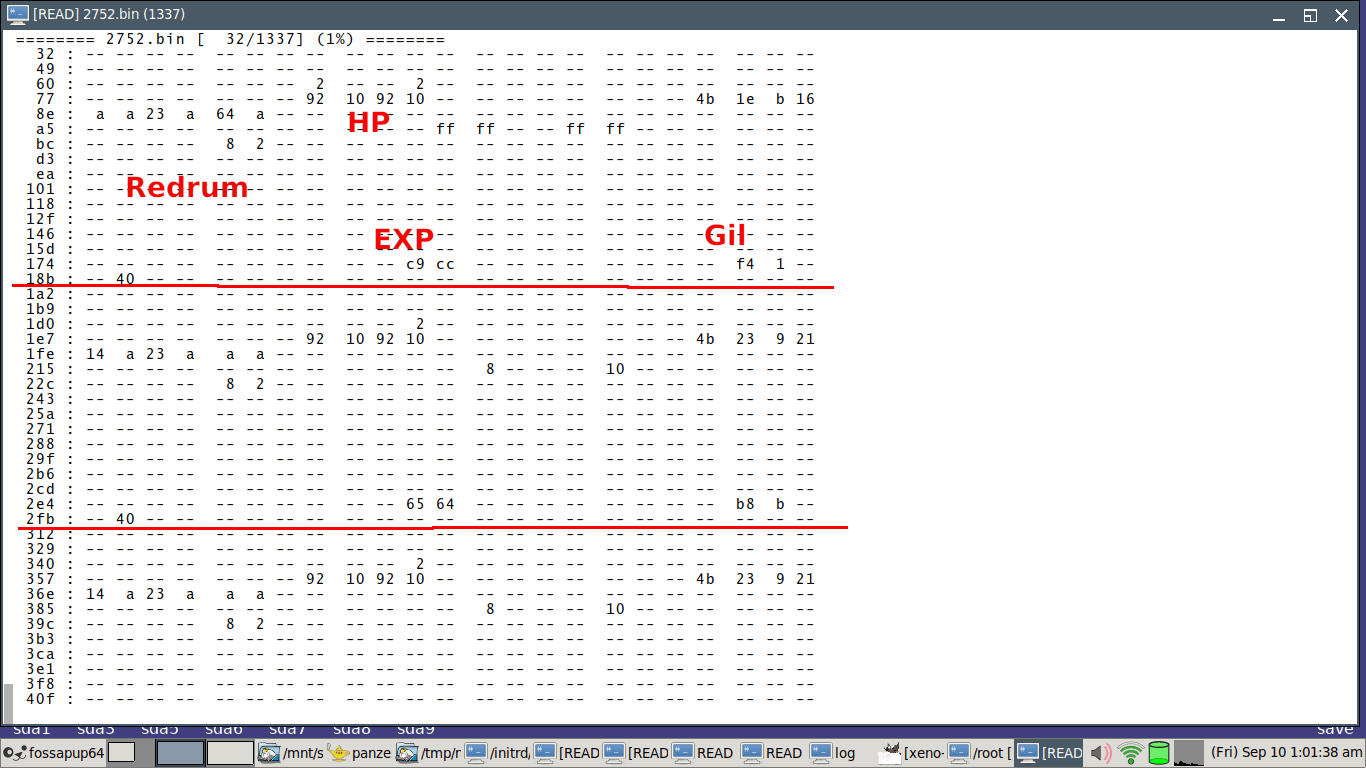 [READ] 2752.bin (1337)
======== 2752.bin [  32/1337] (1%) ========
32 : -- -- -- -- -- -- -- -- -- -- -- -- -- -- -- -- -- -- -- -- -- -- --
49 : -- -- -- -- -- -- -- -- -- -- -- -- -- -- -- -- -- -- -- -- -- -- --
60 : -- -- -- -- -- -- -- 2 -- -- 2 -- -- -- -- -- -- -- -- -- -- -- --
77 : -- -- -- -- -- -- -- 92 10 92 10 -- -- -- -- -- -- -- -- 4b 1e b 16
8e : a a 23 a 64 a -- -- -- -- -- -- -- -- -- -- -- -- -- -- -- -- --
HP
a5 : -- -- -- -- -- -- -- -- -- -- -- ff ff -- -- ff ff -- -- -- -- -- --
bc : -- -- -- -- 8 2 -- -- -- -- -- -- -- -- -- -- -- -- -- -- -- -- --
d3 : -- -- -- -- -- -- -- -- -- -- -- -- -- -- -- -- -- -- -- -- -- -- --
ea : -- -- -- -- -- -- -- -- -- -- -- -- -- -- -- -- -- -- -- -- -- -- --
Redrum
101 : -- -- -- -- -- -- -- -- -- -- -- -- -- -- -- -- -- -- -- -- -- -- --
118 : -- -- -- -- -- -- -- -- -- -- -- -- -- -- -- -- -- -- -- -- -- -- --
12f : -- -- -- -- -- -- -- -- -- -- -- -- -- -- -- -- -- -- -- -- -- -- --
146 : -- -- -- -- -- -- -- -- -- -- -- -- -- -- -- -- -- -- -- -- -- -- --
EXP Gil
15d : -- -- -- -- -- -- -- -- -- -- -- -- -- -- -- -- -- -- -- -- -- -- --
174 : -- -- -- -- -- -- -- -- -- -- c9 cc -- -- -- -- -- -- -- -- f4 1 --
18b : -- 40 -- -- -- -- -- -- -- -- -- -- -- -- -- -- -- -- -- -- -- -- --
1a2 : -- -- -- -- -- -- -- -- -- -- -- -- -- -- -- -- -- -- -- -- -- -- --
1b9 : -- -- -- -- -- -- -- -- -- -- -- -- -- -- -- -- -- -- -- -- -- -- --
1d0 : -- -- -- -- -- -- -- -- -- -- 2 -- -- -- -- -- -- -- -- -- -- -- --
1e7 : -- -- -- -- -- -- -- 92 10 92 10 -- -- -- -- -- -- -- -- 4b 23 9 21
1fe : 14 a 23 a a a -- -- -- -- -- -- -- -- -- -- -- -- -- -- -- -- --
215 : -- -- -- -- -- -- -- -- -- -- -- -- 8 -- -- -- 10 -- -- -- -- -- --
22c : -- -- -- -- 8 2 -- -- -- -- -- -- -- -- -- -- -- -- -- -- -- -- --
243 : -- -- -- -- -- -- -- -- -- -- -- -- -- -- -- -- -- -- -- -- -- -- --
25a : -- -- -- -- -- -- -- -- -- -- -- -- -- -- -- -- -- -- -- -- -- -- --
271 : -- -- -- -- -- -- -- -- -- -- -- -- -- -- -- -- -- -- -- -- -- -- --
288 : -- -- -- -- -- -- -- -- -- -- -- -- -- -- -- -- -- -- -- -- -- -- --
29f : -- -- -- -- -- -- -- -- -- -- -- -- -- -- -- -- -- -- -- -- -- -- --
2b6 : -- -- -- -- -- -- -- -- -- -- -- -- -- -- -- -- -- -- -- -- -- -- --
2cd : -- -- -- -- -- -- -- -- -- -- -- -- -- -- -- -- -- -- -- -- -- -- --
2e4 : -- -- -- -- -- -- -- -- -- -- 65 64 -- -- -- -- -- -- -- -- b8 b --
2fb : -- 40 -- -- -- -- -- -- -- -- -- -- -- -- -- -- -- -- -- -- -- -- --
312 : -- -- -- -- -- -- -- -- -- -- -- -- -- -- -- -- -- -- -- -- -- -- --
329 : -- -- -- -- -- -- -- -- -- -- -- -- -- -- -- -- -- -- -- -- -- -- --
340 : -- -- -- -- -- -- -- -- -- -- 2 -- -- -- -- -- -- -- -- -- -- -- --
357 : -- -- -- -- -- -- -- 92 10 92 10 -- -- -- -- -- -- -- -- 4b 23 9 21
36e : 14 a 23 a a a -- -- -- -- -- -- -- -- -- -- -- -- -- -- -- -- --
385 : -- -- -- -- -- -- -- -- -- -- -- -- 8 -- -- -- 10 -- -- -- -- -- --
39c : -- -- -- -- 8 2 -- -- -- -- -- -- -- -- -- -- -- -- -- -- -- -- --
3b3 : -- -- -- -- -- -- -- -- -- -- -- -- -- -- -- -- -- -- -- -- -- -- --
3ca : -- -- -- -- -- -- -- -- -- -- -- -- -- -- -- -- -- -- -- -- -- -- --
3e1 : -- -- -- -- -- -- -- -- -- -- -- -- -- -- -- -- -- -- -- -- -- -- --
3f8 : -- -- -- -- -- -- -- -- -- -- -- -- -- -- -- -- -- -- -- -- -- -- --
40f : -- -- -- -- -- -- -- -- -- -- -- -- -- -- -- -- -- -- -- -- -- -- --
sda1 sda3 sda5 sda6 sda7 sda8 sda9 save
fossapup64 /mnt/s panze /tmp/r /initrd/ [READ [READ READ READ log [xeno- /root [ [READ (Fri) Sep 10 1:01:38 am